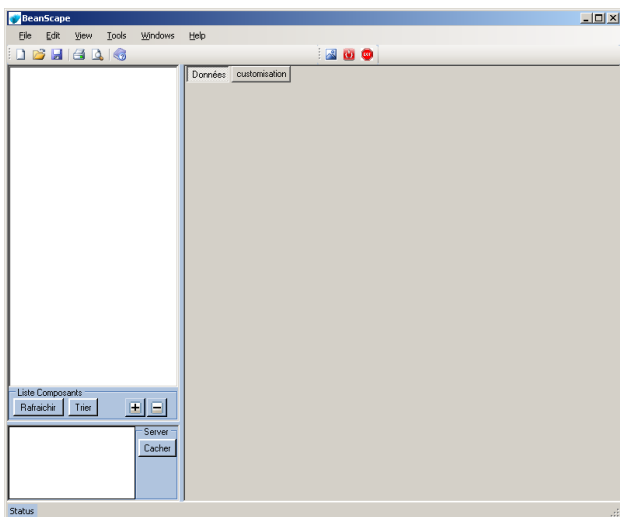 BeanScape
File Edit View Tools Windows Help
Données customisation
Liste Composants
Rafraichir Trier
Server
Cacher
Status